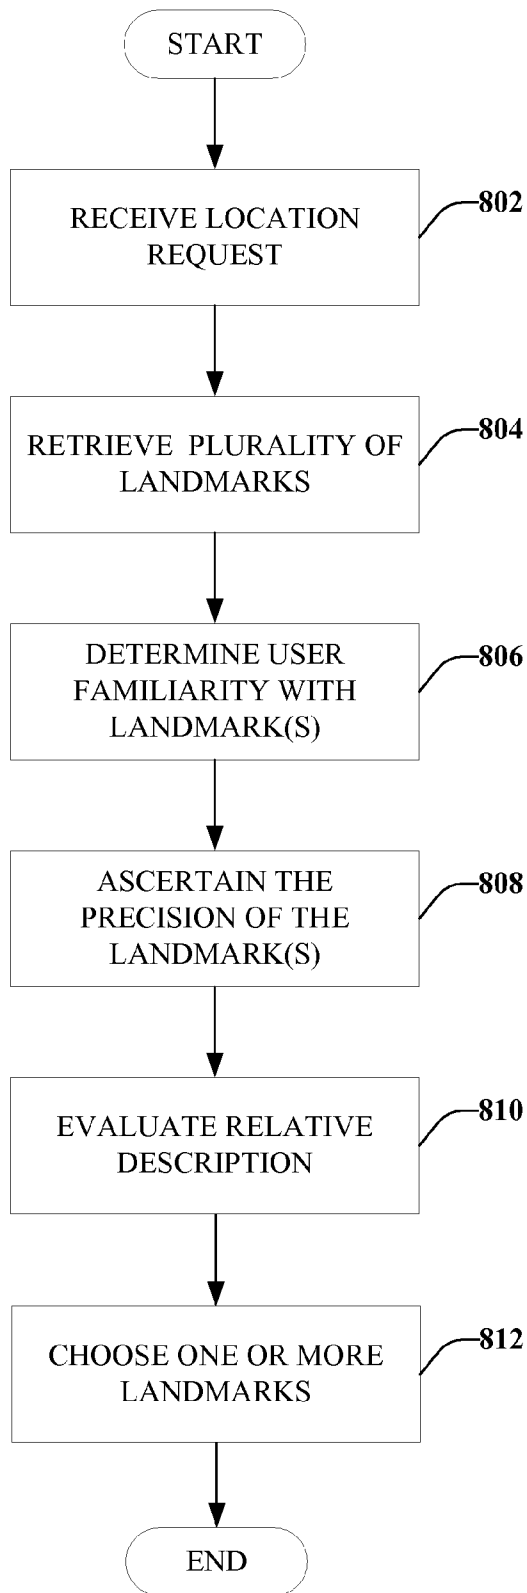 START
RECEIVE LOCATION
REQUEST
802
RETRIEVE PLURALITY OF
LANDMARKS
804
DETERMINE USER
FAMILIARITY WITH
LANDMARK(S)
806
ASCERTAIN THE
PRECISION OF THE
LANDMARK(S)
808
EVALUATE RELATIVE
DESCRIPTION
810
CHOOSE ONE OR MORE
LANDMARKS
812
END